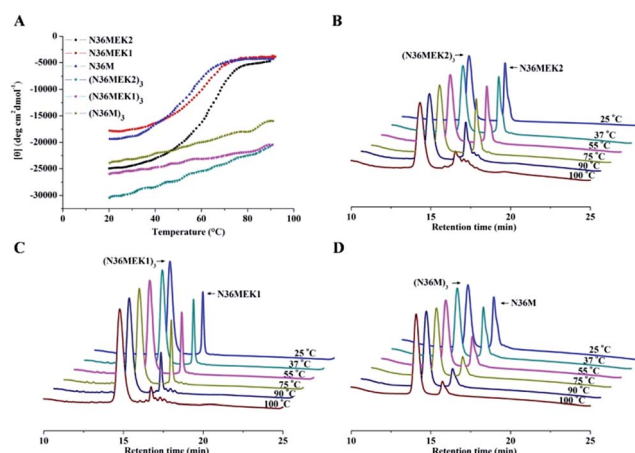 A
N36MEK2
N36MEK1
N36M
(N36MEK2)3
(N36MEK1)3
(N36M)3
[θ] (deg cm²dmol⁻¹)
-5000
-10000
-15000
-20000
-25000
-30000
0
20
40
60
80
100
Temperature (°C)
B
(N36MEK2)3
N36MEK2
25 °C
37 °C
55 °C
75 °C
90 °C
100 °C
10
15
20
25
Retention time (min)
C
(N36MEK1)3
N36MEK1
25 °C
37 °C
55 °C
75 °C
90 °C
100 °C
10
15
20
25
Retention time (min)
D
(N36M)3
N36M
25 °C
37 °C
55 °C
75 °C
90 °C
100 °C
10
15
20
25
Retention time (min)